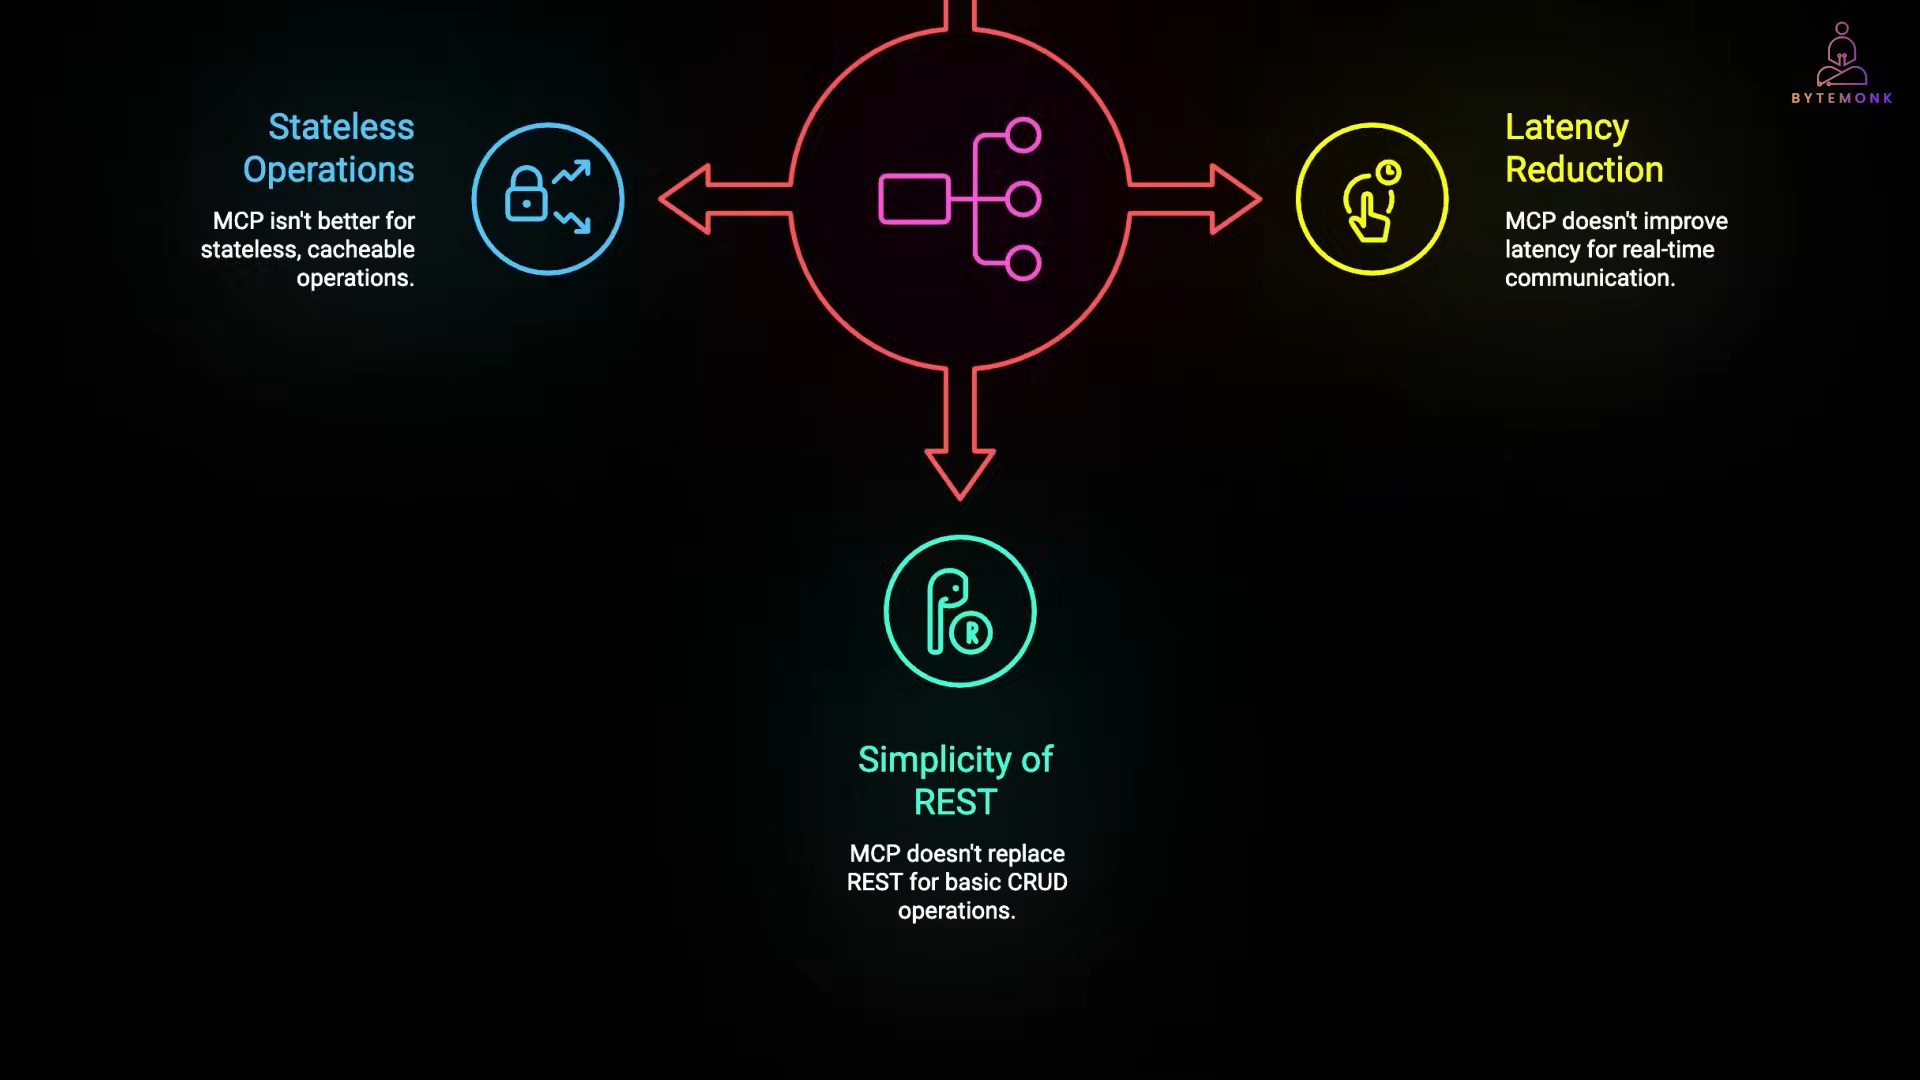 BYTEMONK
Stateless
Operations
MCP isn't better for
stateless, cacheable
operations.
Latency
Reduction
MCP doesn't improve
latency for real-time
communication.
R
Simplicity of
REST
MCP doesn't replace
REST for basic CRUD
operations.